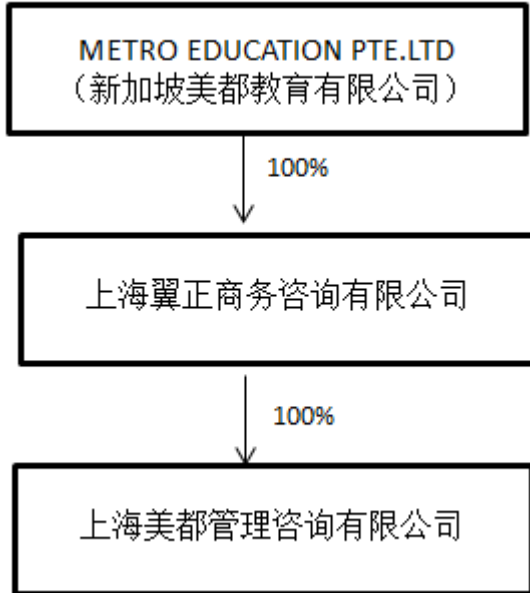 METRO EDUCATION PTE.LTD
（新加坡美都教育有限公司）
100%
上海翼正商务咨询有限公司
100%
上海美都管理咨询有限公司